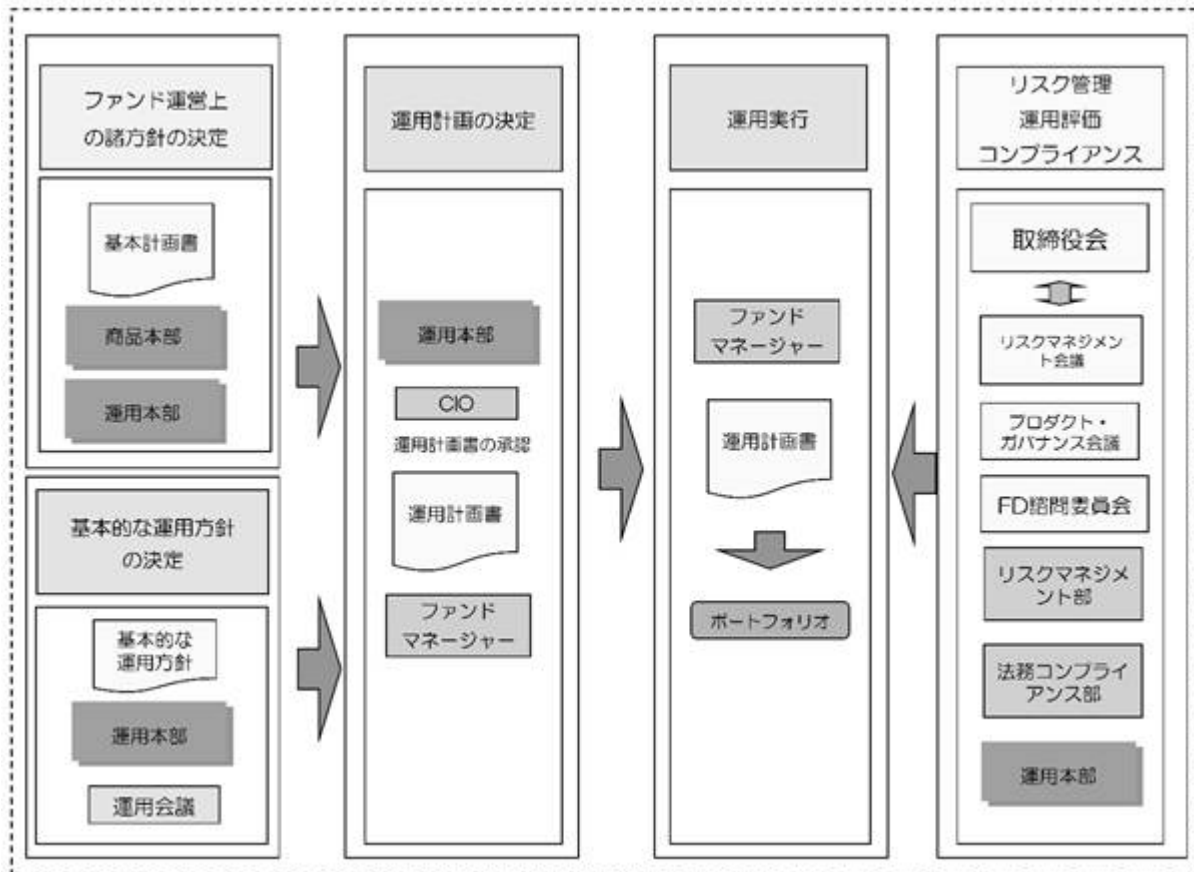 ファンド運営上
の諸方針の決定
基本計画書
商品本部
運用本部
基本的な運用方針
の決定
基本的な
運用方針
運用本部
運用会議
運用計画の決定
運用本部
CIO
運用計画書の承認
運用計画書
ファンド
マネージャー
運用実行
ファンド
マネージャー
運用計画書
ポートフォリオ
リスク管理
運用評価
コンプライアンス
取締役会
リスクマネジメン
ト会議
プロダクト・
ガバナンス会議
FD諮問委員会
リスクマネジメ
ント部
法務コンプライ
アンス部
運用本部